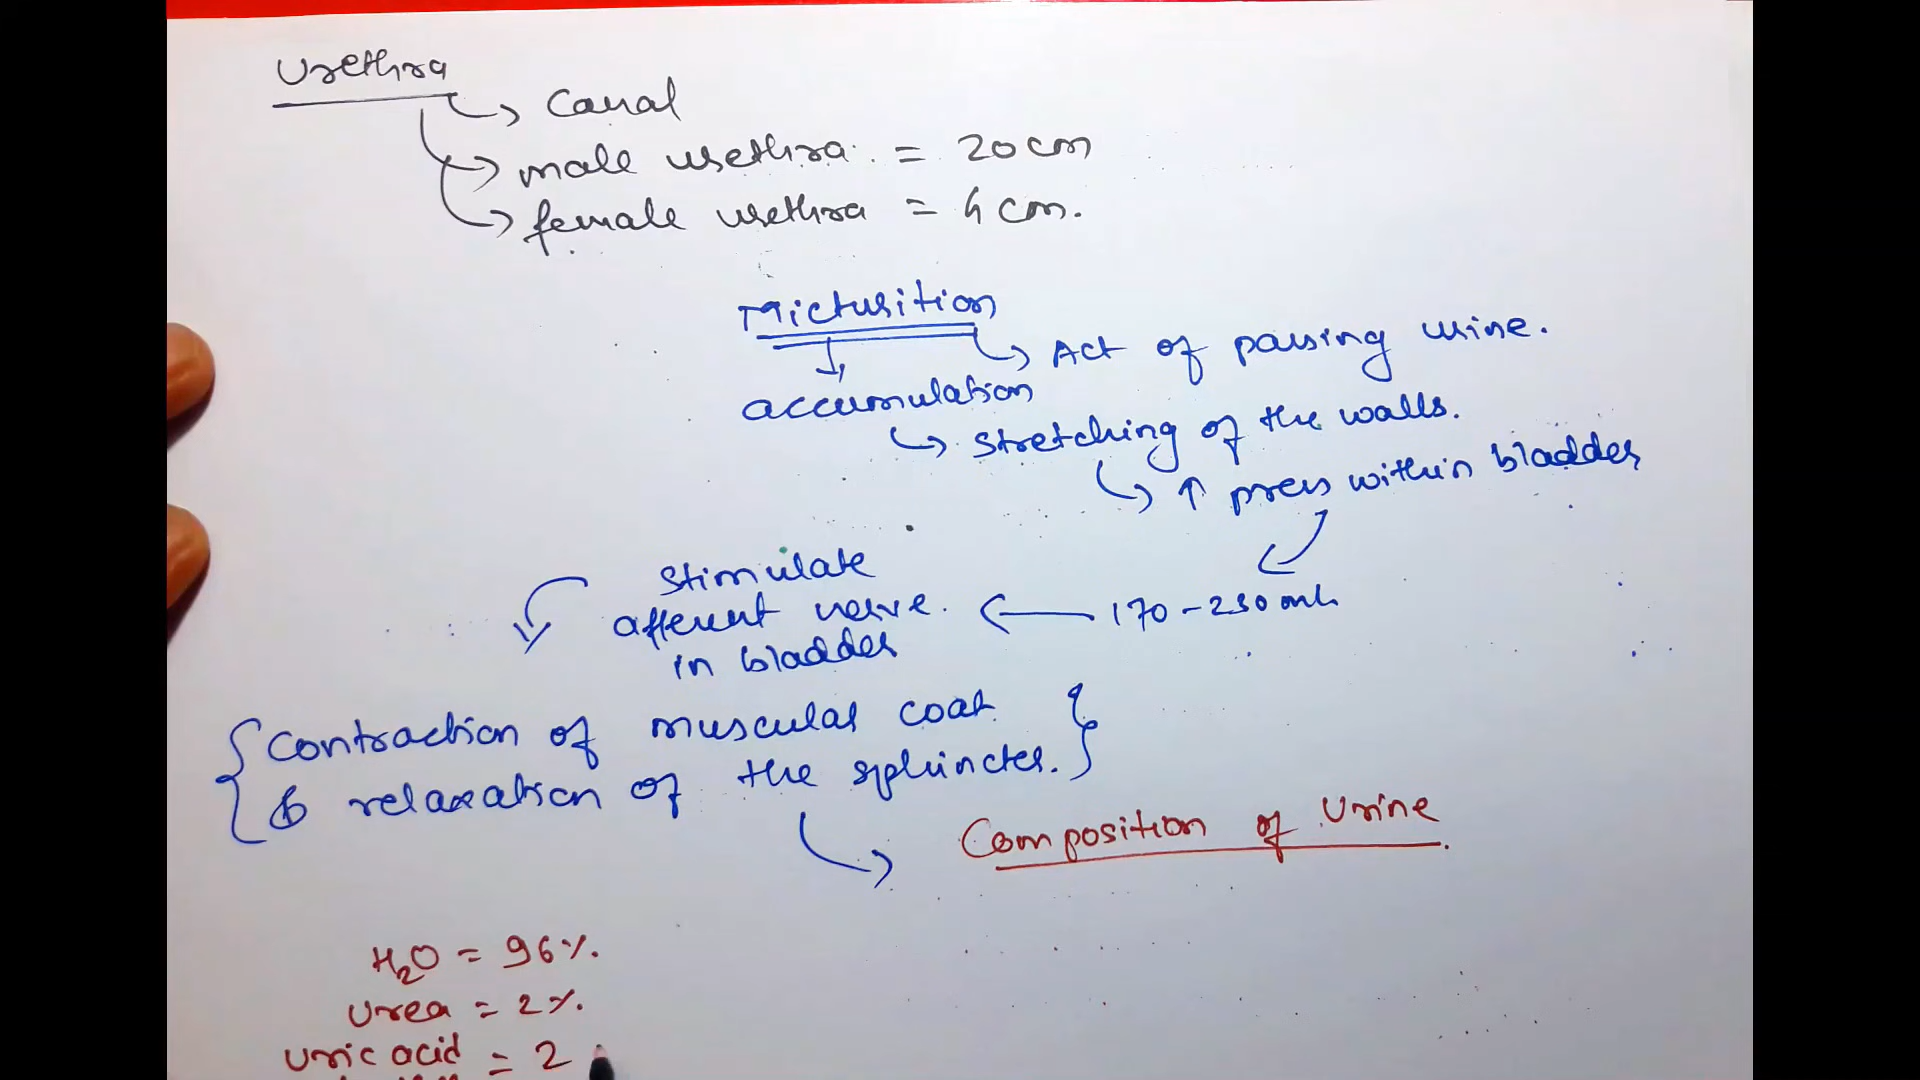 Urethra
Canal
male urethra = 20 cm
female urethra = 4 cm.
Micturition
Act of passing urine.
accumulation
stretching of the walls.
↑ press within bladder
170 - 230 mL
stimulate
afferent nerve
in bladder
{ contraction of muscular coat
& relaxation of the sphincter. }
Composition of Urine
H2O = 96%.
Urea = 2%.
Uric acid = 2